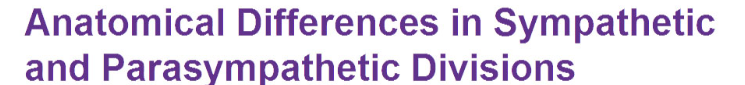 Anatomical Differences in Sympathetic
and Parasympathetic Divisions